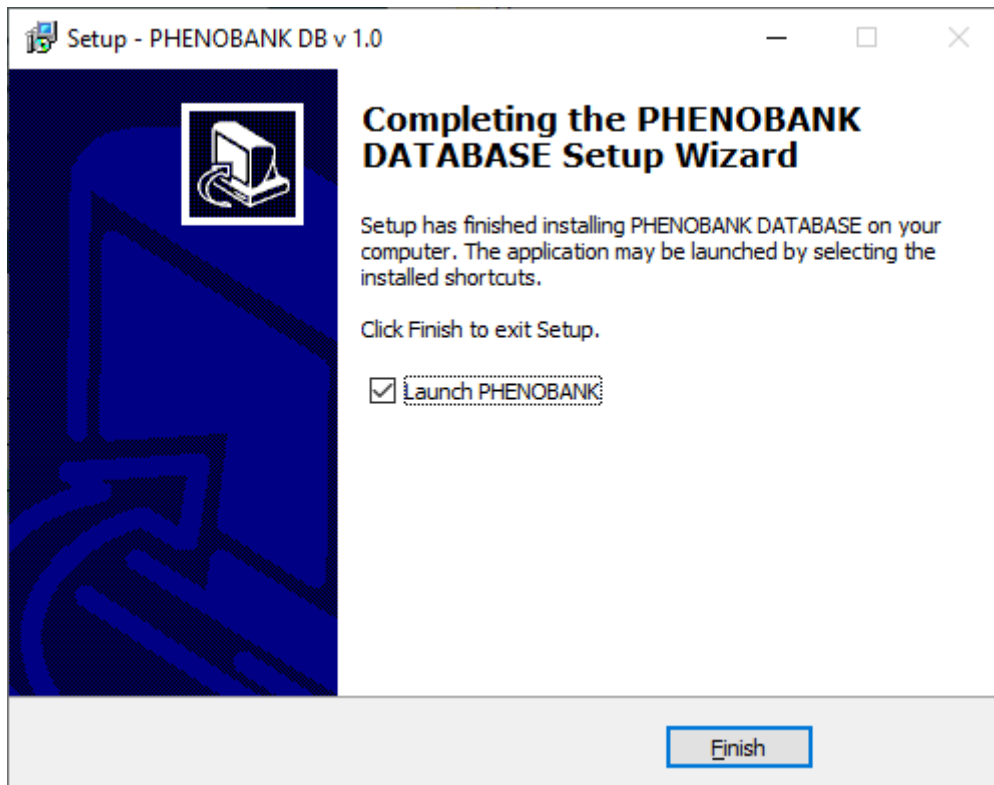 Setup - PHENOBANK DB v 1.0
Completing the PHENOBANK
DATABASE Setup Wizard
Setup has finished installing PHENOBANK DATABASE on your
computer. The application may be launched by selecting the
installed shortcuts.
Click Finish to exit Setup.
Launch PHENOBANK
Finish